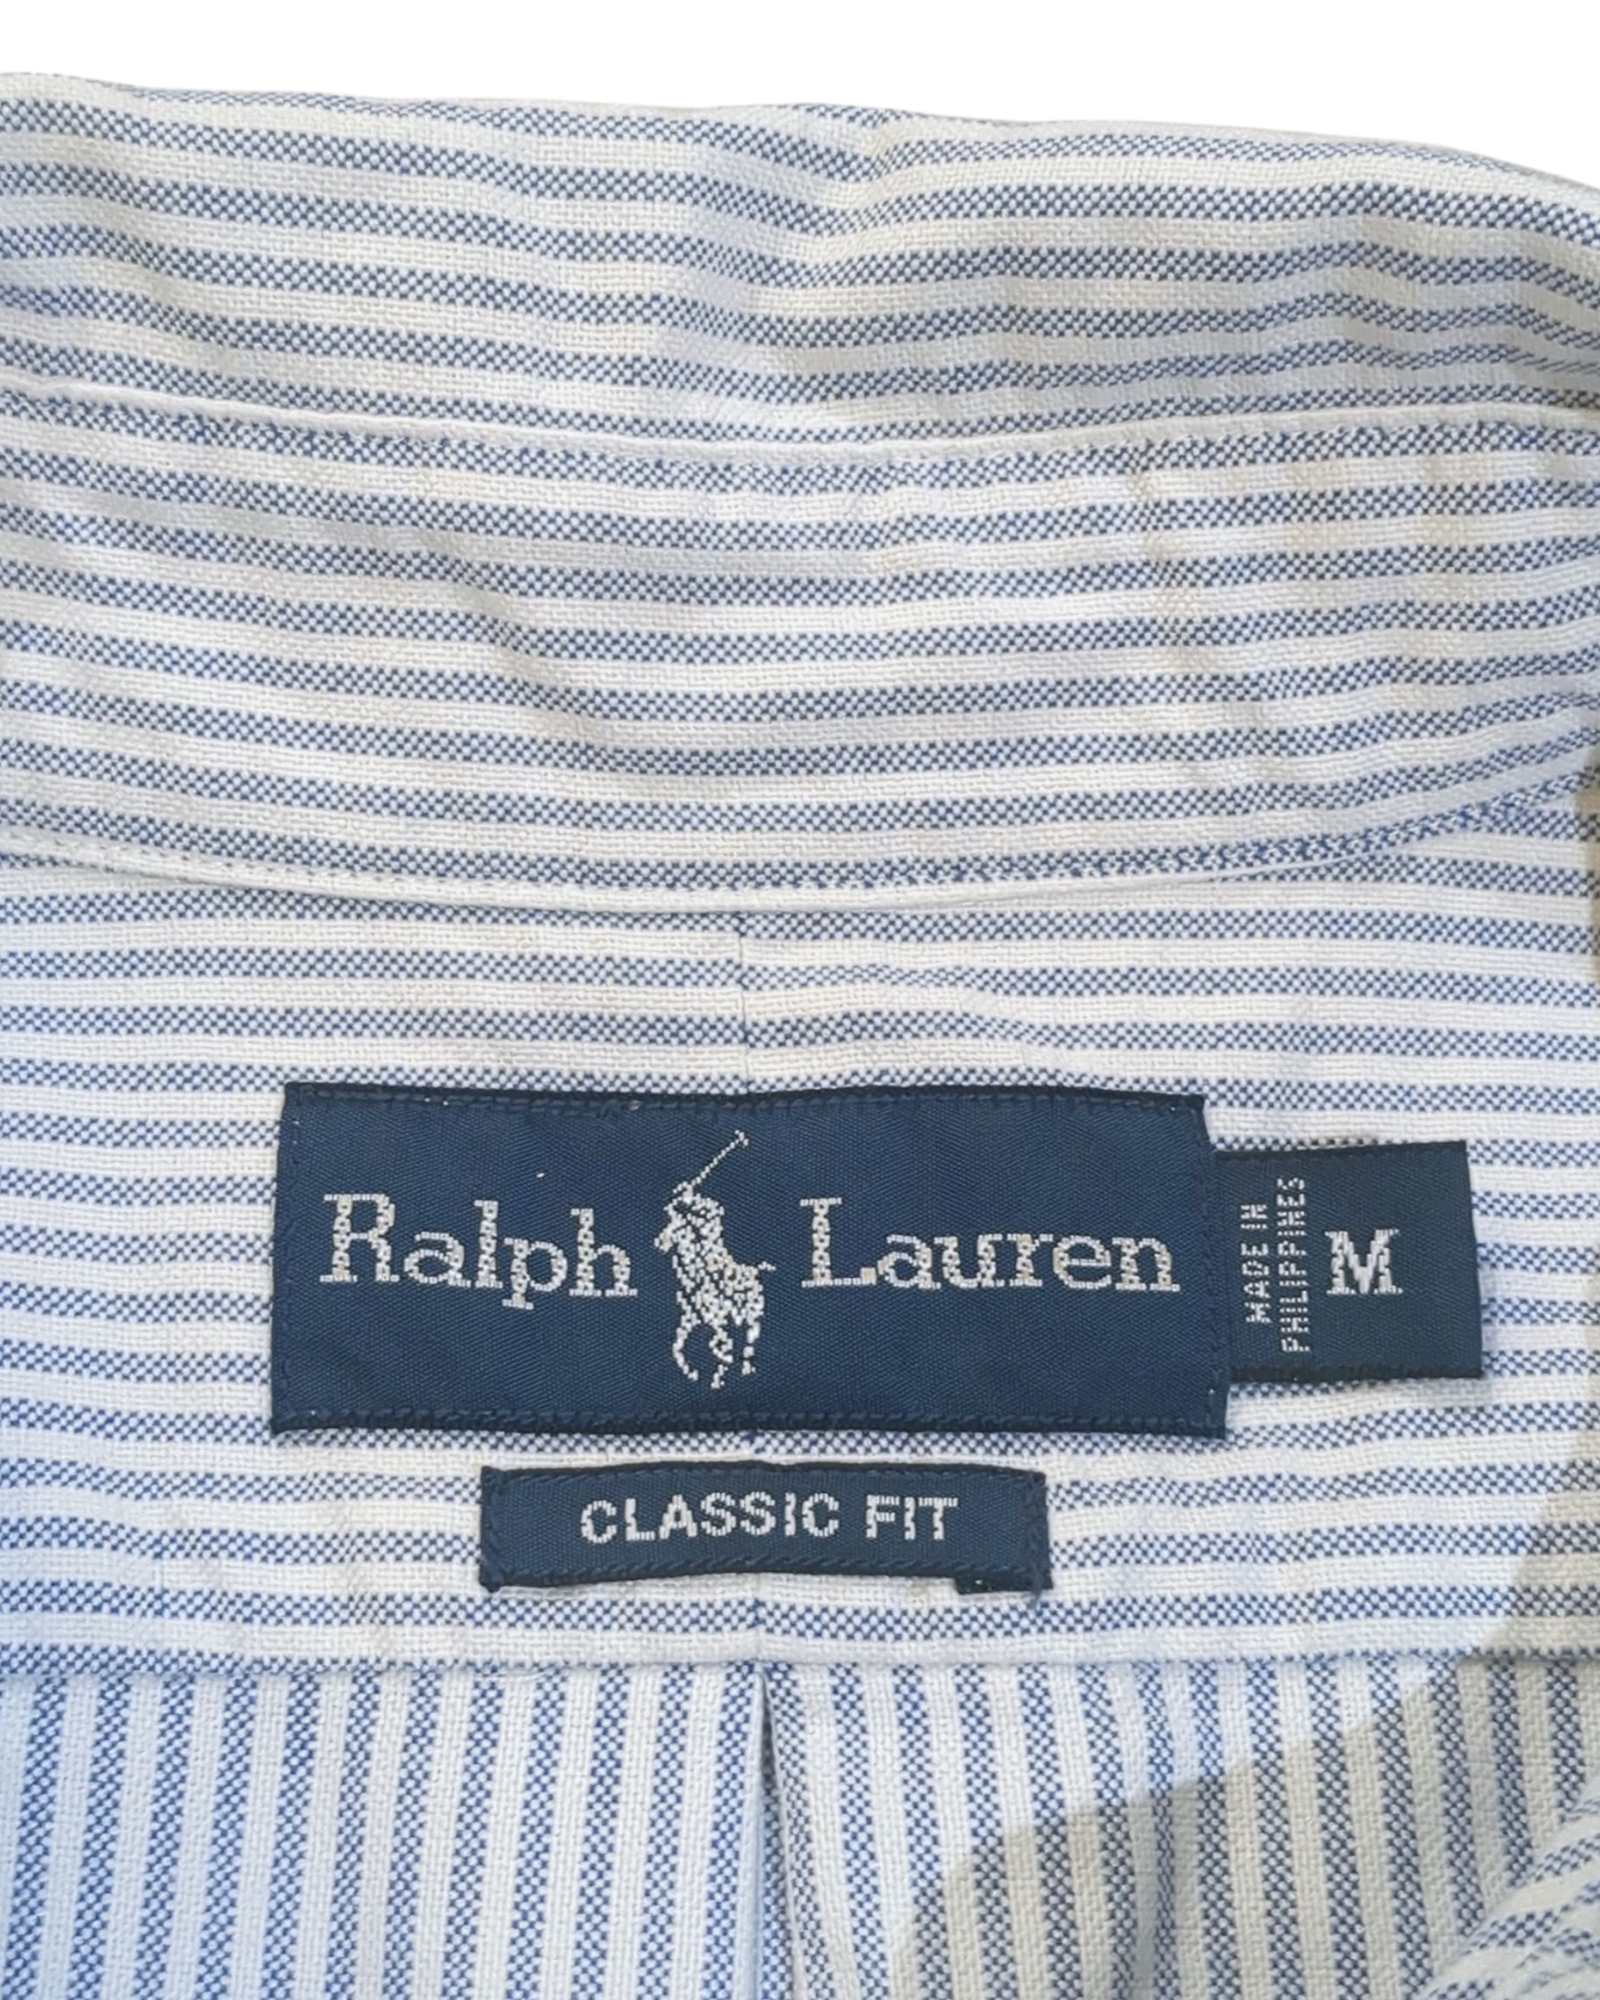 Ralph Lauren
MADE IN
PHILIPPINES
M
CLASSIC FIT